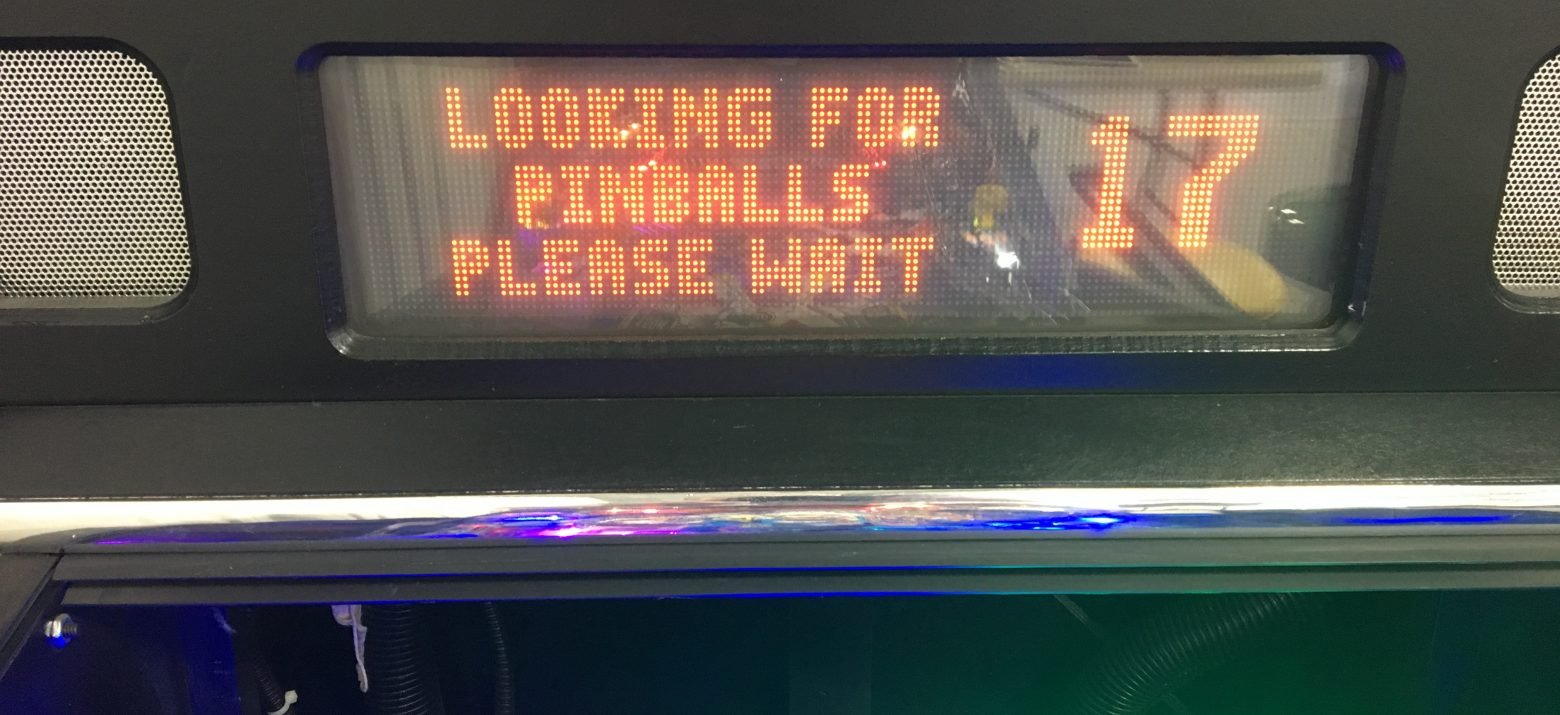 LOOKING FOR
PINBALLS
PLEASE WAIT
17